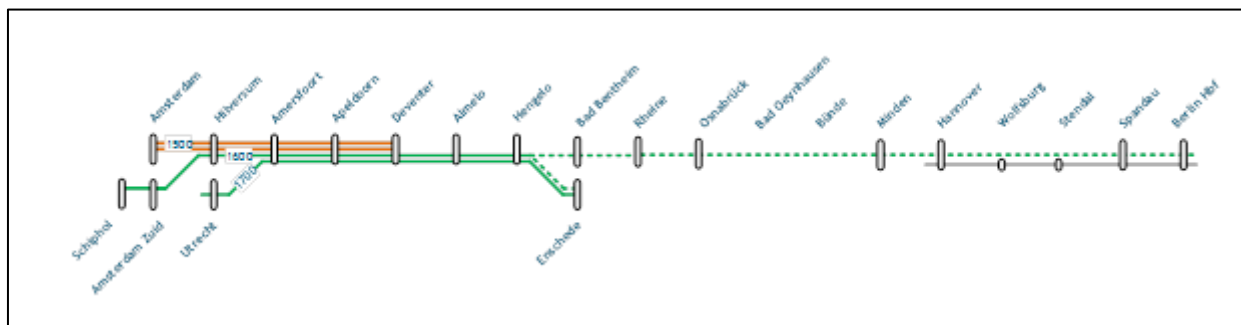 Amsterdam
Hilversum
Amersfoort
Apeldoorn
Deventer
Almelo
Hengelo
Bad Bentheim
Rheine
Osnabrück
Bad Oeynhausen
Bünde
Minden
Hannover
Wolfsburg
Stendal
Spandau
Berlin Hbf
1500
1600
1700
Schiphol
Amsterdam Zuid
Utrecht
Enschede